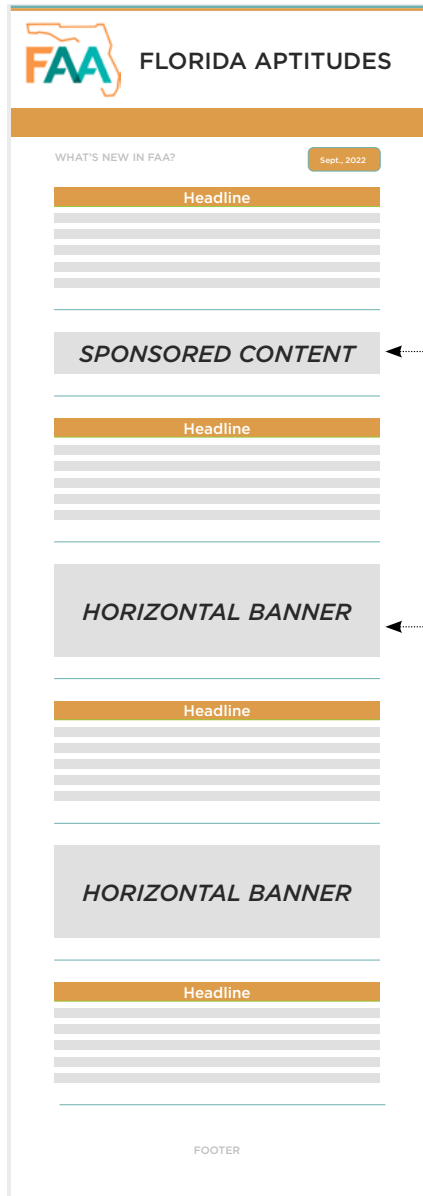 FAA
FLORIDA APTITUDES
WHAT'S NEW IN FAA?
Sept., 2022
Headline
SPONSORED CONTENT
Headline
HORIZONTAL BANNER
Headline
HORIZONTAL BANNER
Headline
FOOTER